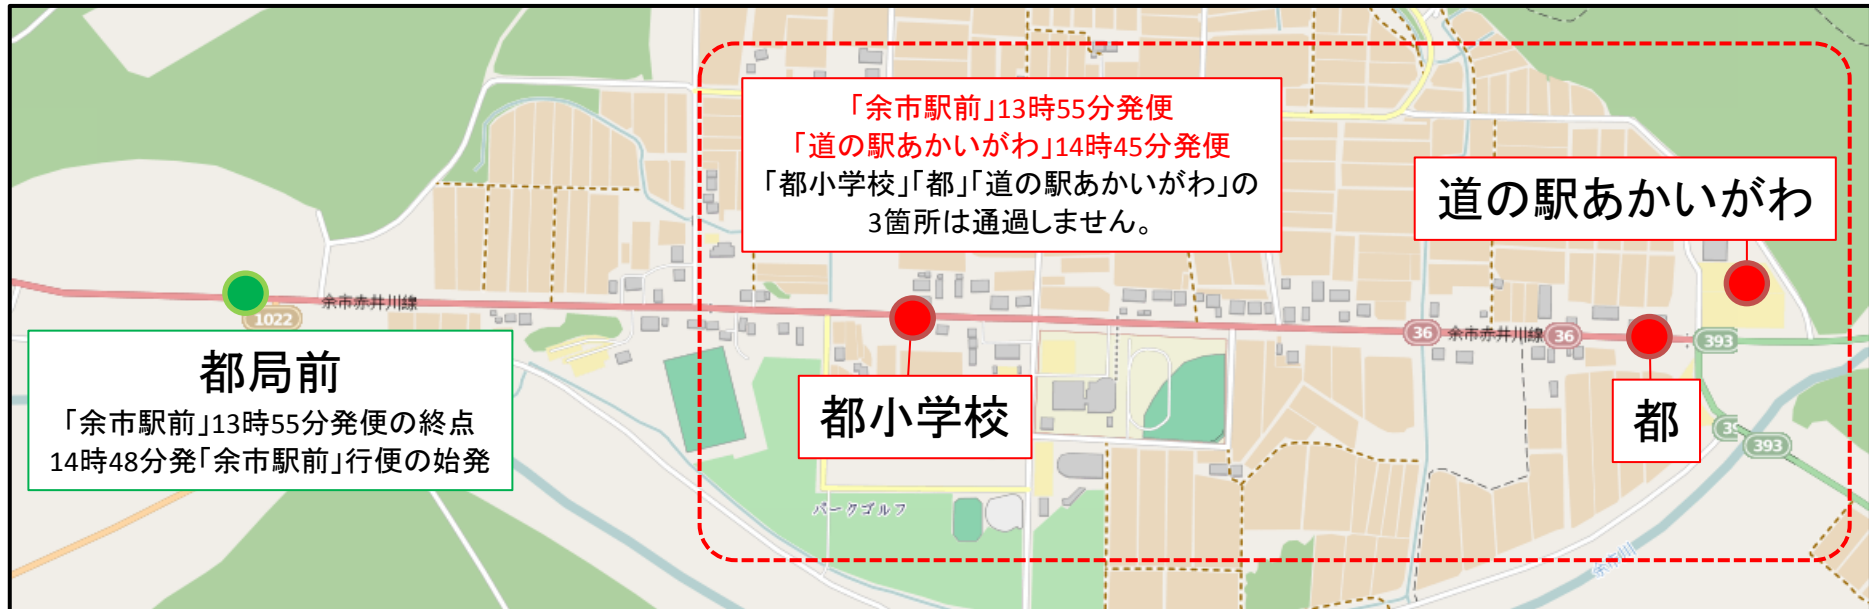 「余市駅前」13時55分発便
「道の駅あかいがわ」14時45分発便
「都小学校」「都」「道の駅あかいがわ」の
3箇所は通過しません。
道の駅あかいがわ
余市赤井川線
1022
都局前
「余市駅前」13時55分発便の終点
14時48分発「余市駅前」行便の始発
都小学校
36
余市赤井川線
36
393
都
39
393
パークゴルフ
余市川